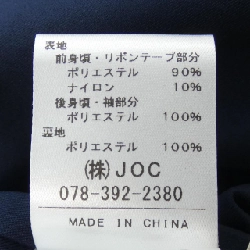 表地
前身頃・リボンテープ部分
ポリエステル 90%
ナイロン 10%
後身頃・袖部分
ポリエステル 100%
裏地
ポリエステル 100%
(株)JOC
078-392-2380
MADE IN CHINA